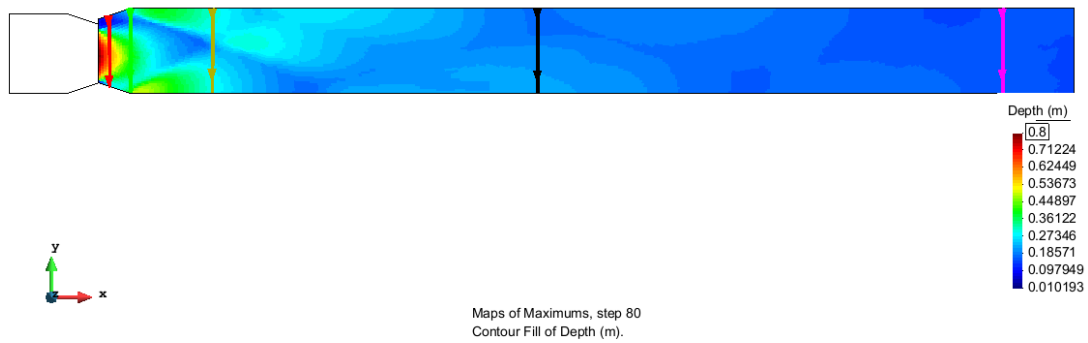 Depth (m)
0.8
0.71224
0.62449
0.53673
0.44897
0.36122
0.27346
0.18571
0.097949
0.010193
y
z
x
Maps of Maximums, step 80
Contour Fill of Depth (m).